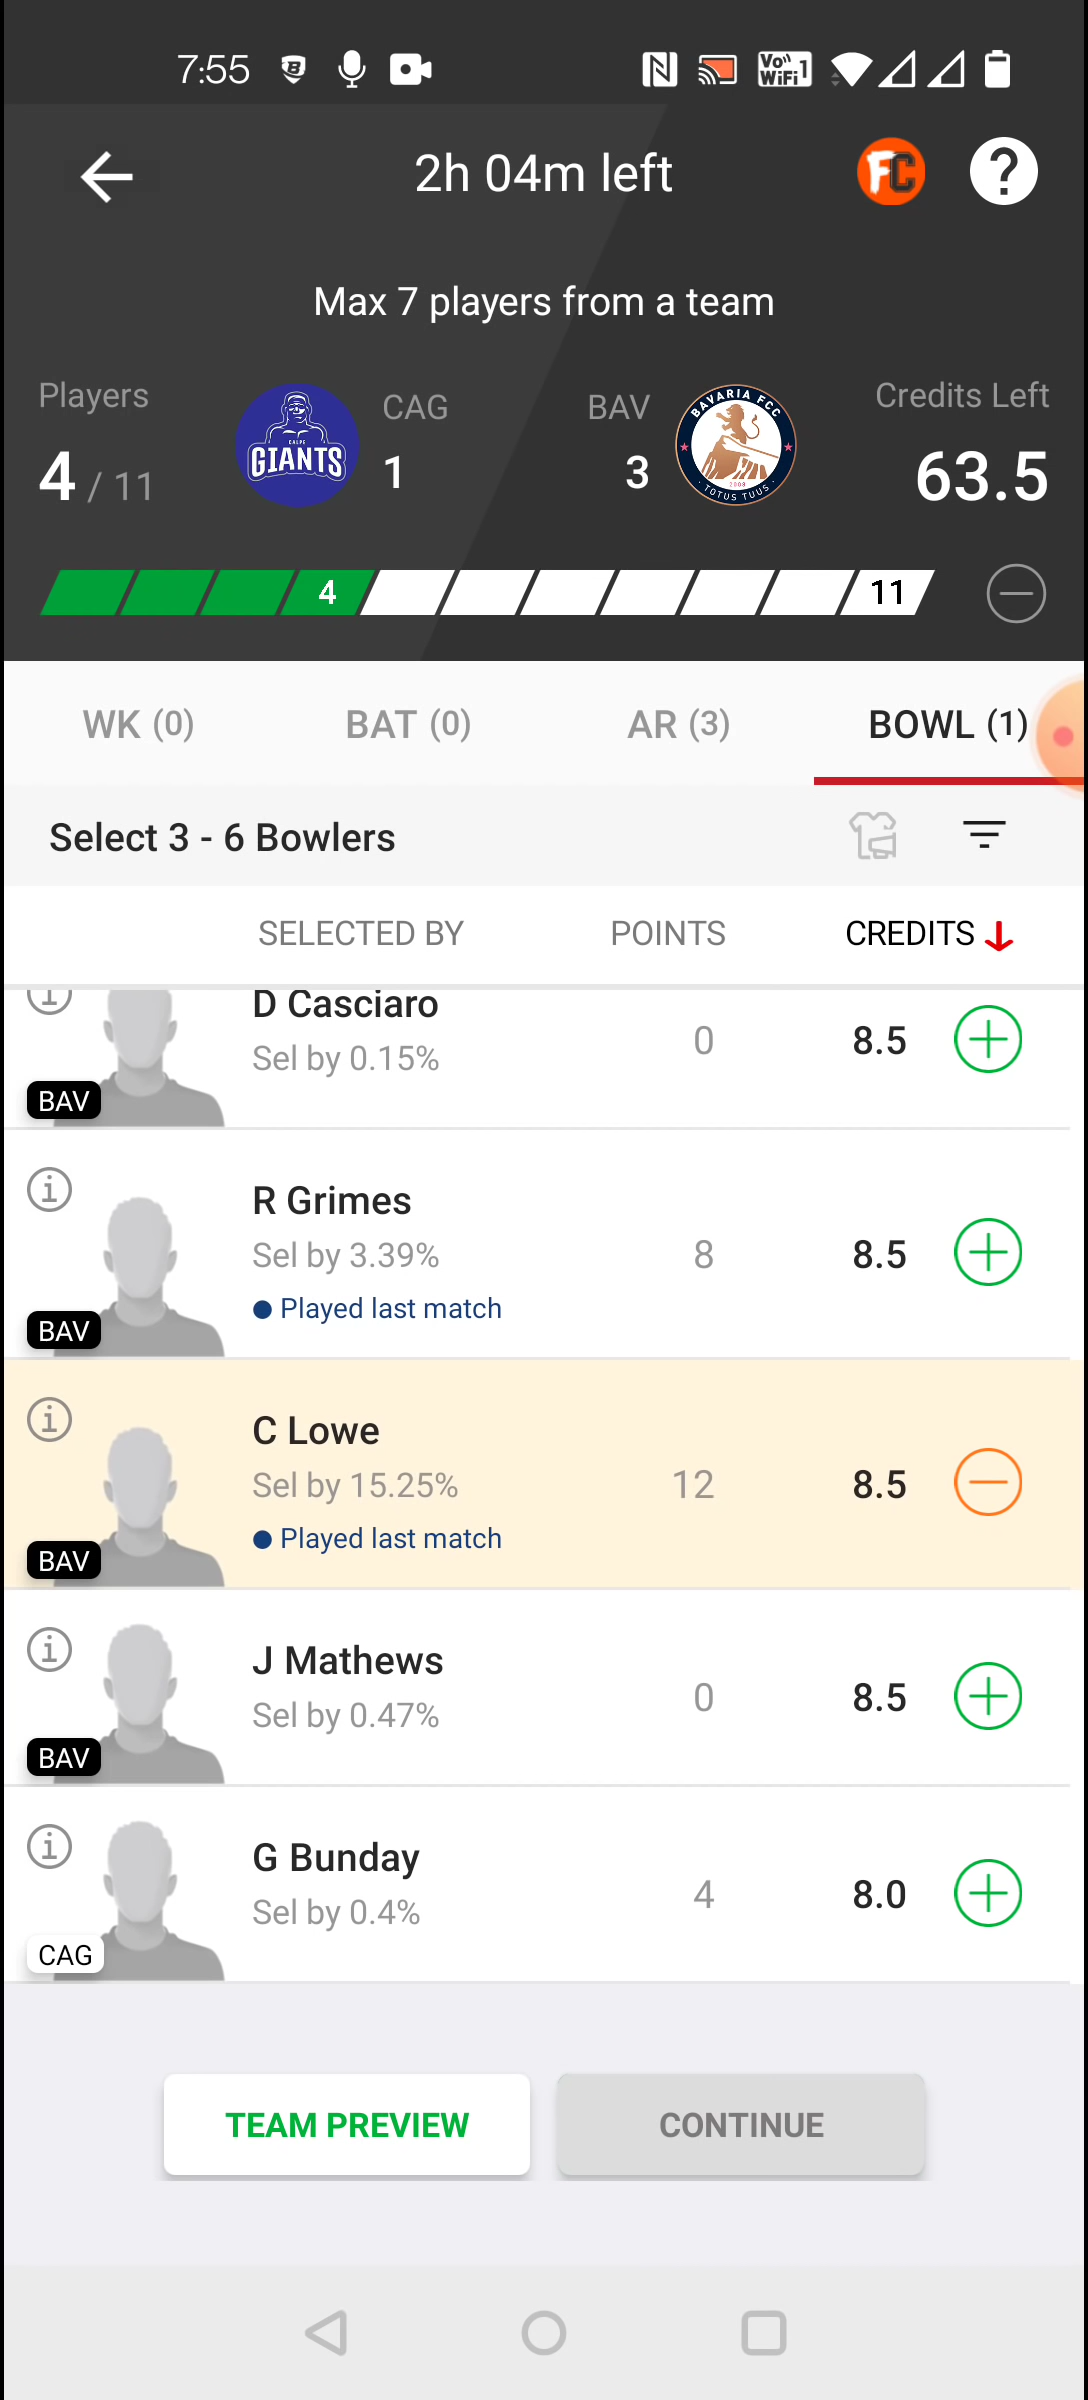 7:55
Vo WiFi 1
2h 04m left
FC
?
Max 7 players from a team
Players
CAG
BAV
Credits Left
4 / 11
CALPE
GIANTS
1
3
BAVARIA FCC
TOTUS TUUS
63.5
4
11
WK (0)
BAT (0)
AR (3)
BOWL (1)
Select 3 - 6 Bowlers
SELECTED BY
POINTS
CREDITS
D Casciaro
Sel by 0.15%
0
8.5
BAV
R Grimes
Sel by 3.39%
8
8.5
Played last match
BAV
C Lowe
Sel by 15.25%
12
8.5
Played last match
BAV
J Mathews
Sel by 0.47%
0
8.5
BAV
G Bunday
Sel by 0.4%
4
8.0
CAG
TEAM PREVIEW
CONTINUE